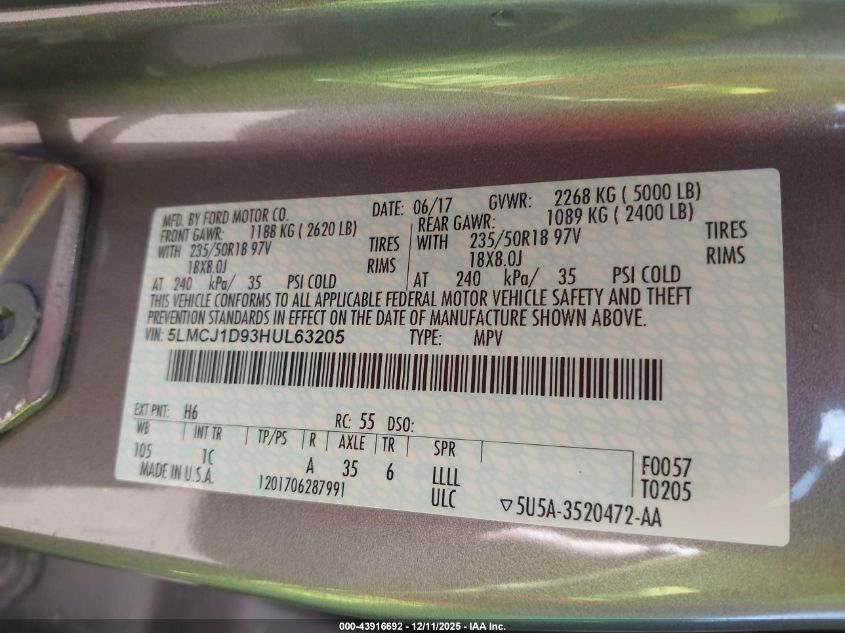 MFD. BY FORD MOTOR CO. DATE: 06/17 GVWR: 2268 KG ( 5000 LB)
FRONT GAWR: 1188 KG ( 2620 LB) REAR GAWR: 1089 KG ( 2400 LB)
WITH 235/50R18 97V TIRES WITH 235/50R18 97V TIRES
18X8.0J RIMS 18X8.0J RIMS
AT 240 kPa/ 35 PSI COLD AT 240 kPa/ 35 PSI COLD
THIS VEHICLE CONFORMS TO ALL APPLICABLE FEDERAL MOTOR VEHICLE SAFETY AND THEFT
PREVENTION STANDARDS IN EFFECT ON THE DATE OF MANUFACTURE SHOWN ABOVE.
VIN: 5LMCJ1D93HUL63205 TYPE: MPV
EXT PNT: H6 RC: 55 DSO:
WB INT TR TP/PS R AXLE TR SPR
105 1C A 35 6 LLLL F0057
MADE IN U.S.A. 1201706287991 ULC T0205
▽5U5A-3520472-AA
000-43916692 - 12/11/2025 - IAA Inc.